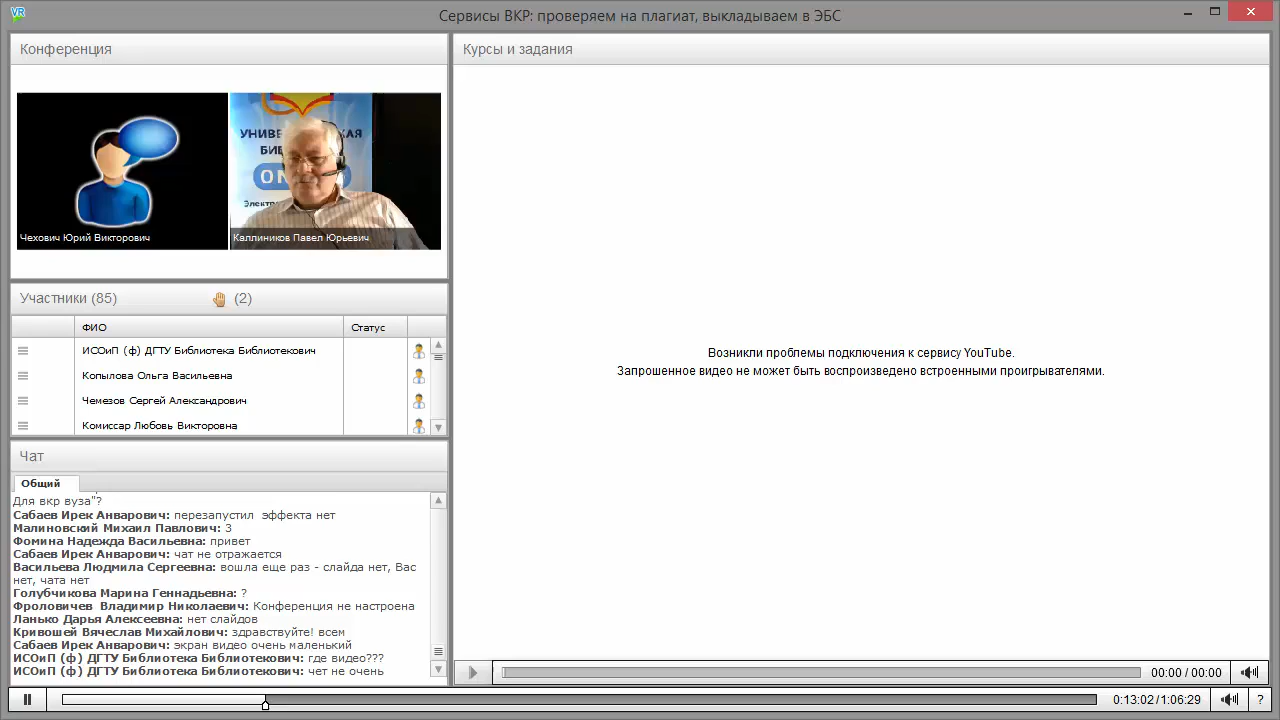 VR
Сервисы ВКР: проверяем на плагиат, выкладываем в ЭБС
Конференция
Курсы и задания
Чехович Юрий Викторович
ON
Каллиников Павел Юрьевич
Участники (85)
(2)
ФИО
Статус
ИСОиП (ф) ДГТУ Библиотека Библиотекович
Копылова Ольга Васильевна
Чемезов Сергей Александрович
Комиссар Любовь Викторовна
Возникли проблемы подключения к сервису YouTube.
Запрошенное видео не может быть воспроизведено встроенными проигрывателями.
Чат
Общий
Для вкр вуза"?
Сабаев Ирек Анварович: перезапустил эффекта нет
Малиновский Михаил Павлович: 3
Фомина Надежда Васильевна: привет
Сабаев Ирек Анварович: чат не отражается
Васильева Людмила Сергеевна: вошла еще раз - слайда нет, Вас
нет, чата нет
Голубчикова Марина Геннадьевна: ?
Фроловичев Владимир Николаевич: Конференция не настроена
Ланько Дарья Алексеевна: нет слайдов
Кривошей Вячеслав Михайлович: здравствуйте! всем
Сабаев Ирек Анварович: экран видео очень маленький
ИСОиП (ф) ДГТУ Библиотека Библиотекович: где видео???
ИСОиП (ф) ДГТУ Библиотека Библиотекович: чет не очень
00:00 / 00:00
0:13:02 / 1:06:29
?